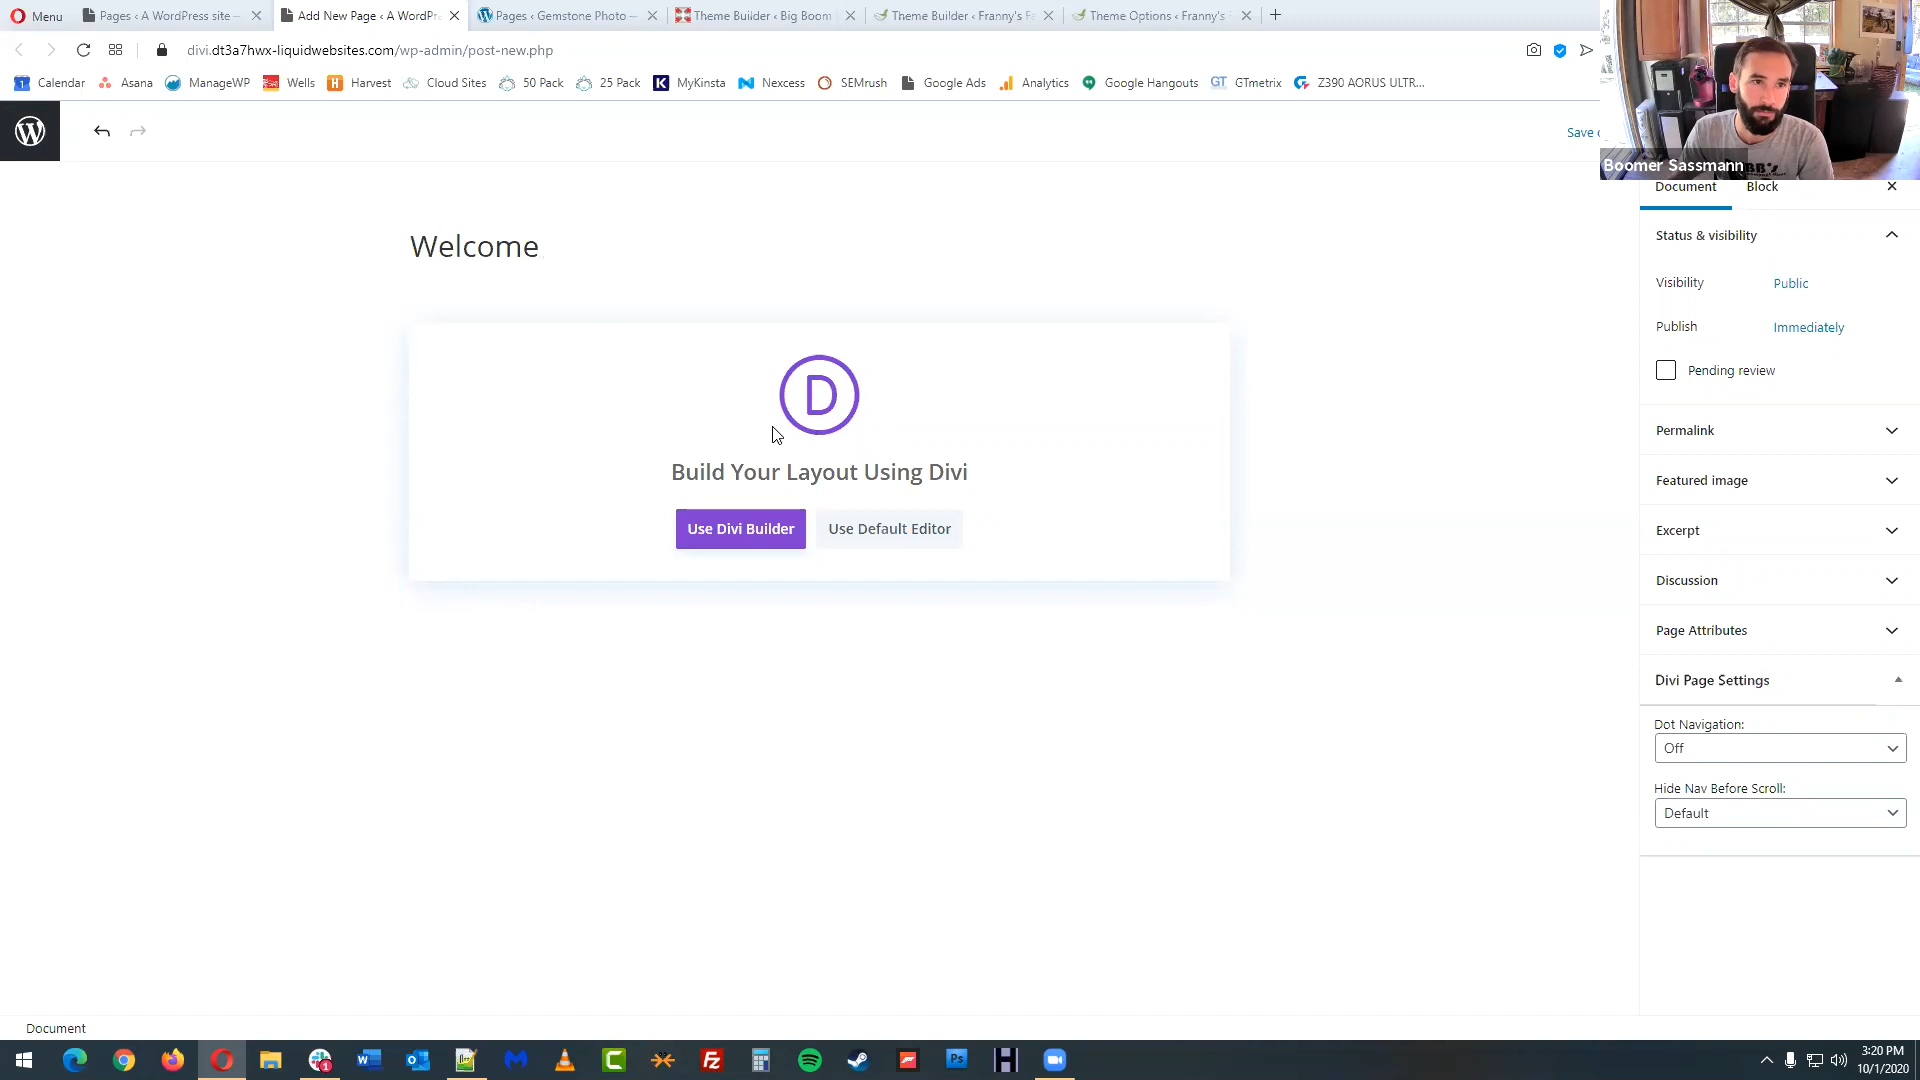 Menu
Pages ‹ A WordPress site —
Add New Page ‹ A WordPr
Pages ‹ Gemstone Photo —
Theme Builder ‹ Big Boom
Theme Builder ‹ Franny's F
Theme Options ‹ Franny's
divi.dt3a7hwx-liquidwebsites.com/wp-admin/post-new.php
Calendar
Asana
ManageWP
Wells
Harvest
Cloud Sites
50 Pack
25 Pack
MyKinsta
Nexcess
SEMrush
Google Ads
Analytics
Google Hangouts
GTmetrix
Z390 AORUS ULTR...
Save
Boomer Sassmann
Document
Block
Welcome
D
Build Your Layout Using Divi
Use Divi Builder
Use Default Editor
Status & visibility
Visibility
Public
Publish
Immediately
Pending review
Permalink
Featured image
Excerpt
Discussion
Page Attributes
Divi Page Settings
Dot Navigation:
Off
Hide Nav Before Scroll:
Default
Document
3:20 PM
10/1/2020